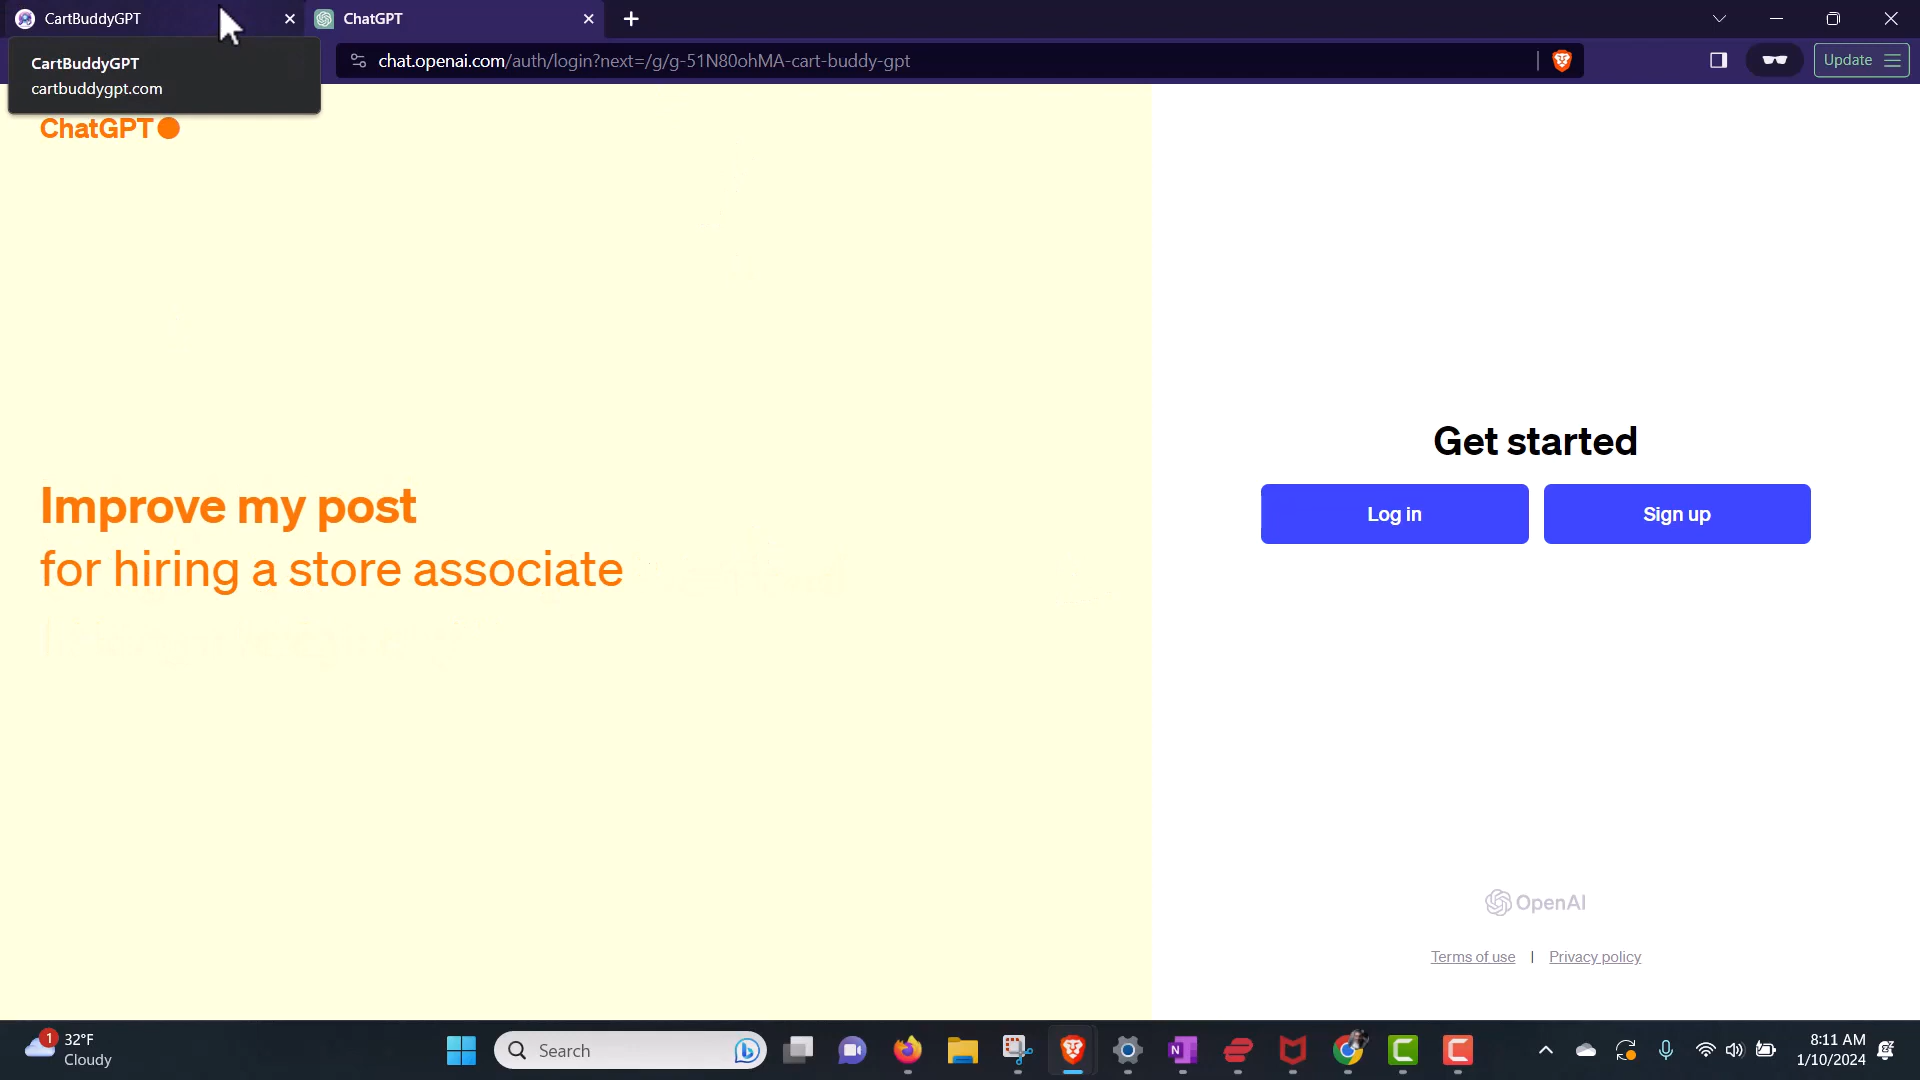 CartBuddyGPT
ChatGPT
CartBuddyGPT
cartbuddygpt.com
chat.openai.com/auth/login?next=/g/g-51N80ohMA-cart-buddy-gpt
Update
ChatGPT
Improve my post
for hiring a store associate
Get started
Log in
Sign up
OpenAI
Terms of use | Privacy policy
1
32°F
Cloudy
Search
8:11 AM
1/10/2024